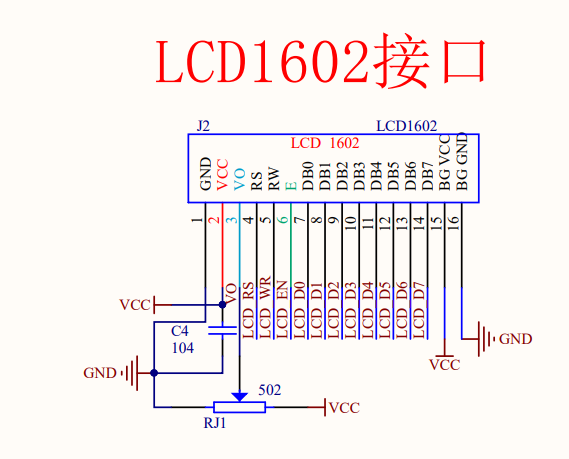 LCD1602接口
J2
LCD1602
LCD 1602
GND
VCC
VO
RS
RW
E
DB0
DB1
DB2
DB3
DB4
DB5
DB6
DB7
BG VCC
BG GND
1
2
3
4
5
6
7
8
9
10
11
12
13
14
15
16
VO
LCD RS
LCD WR
LCD EN
LCD D0
LCD D1
LCD D2
LCD D3
LCD D4
LCD D5
LCD D6
LCD D7
VCC
C4
104
GND
VCC
GND
502
RJ1
VCC